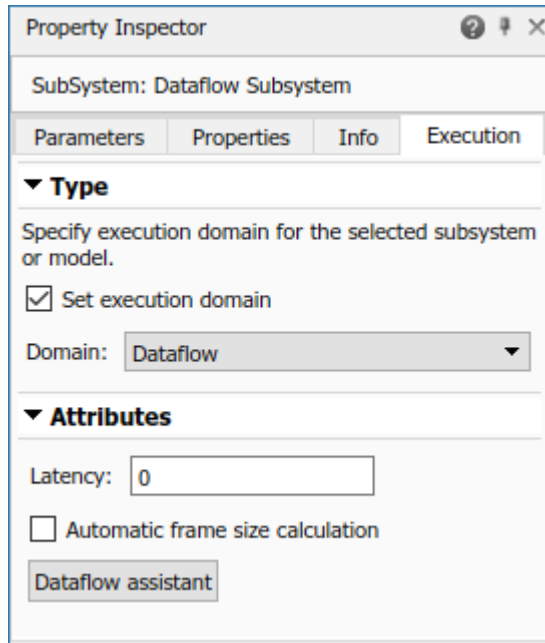 Property Inspector
SubSystem: Dataflow Subsystem
Parameters Properties Info Execution
Type
Specify execution domain for the selected subsystem
or model.
Set execution domain
Domain: Dataflow
Attributes
Latency: 0
Automatic frame size calculation
Dataflow assistant